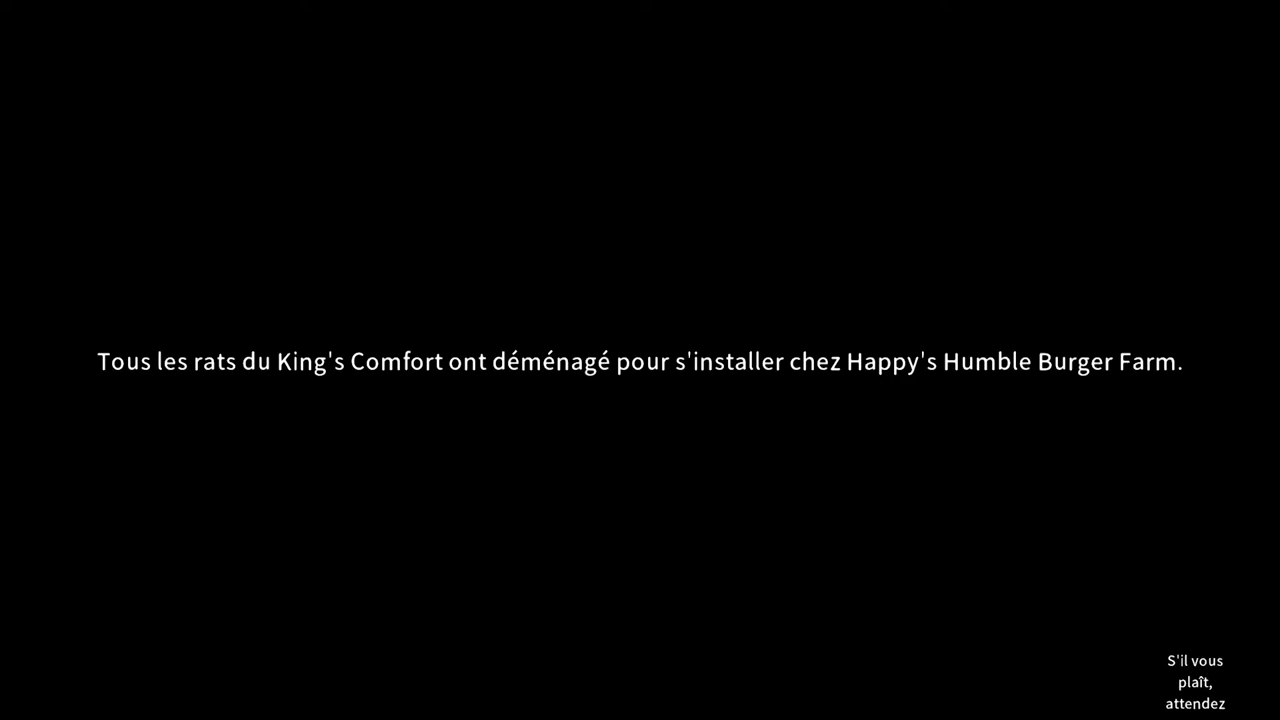 Tous les rats du King's Comfort ont déménagé pour s'installer chez Happy's Humble Burger Farm.
S'il vous
plaît,
attendez